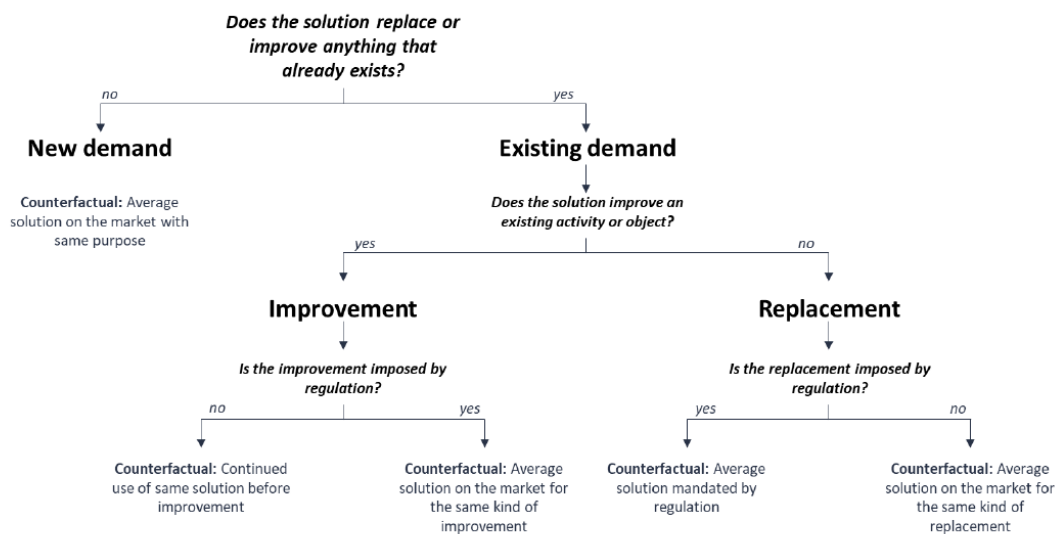 Does the solution replace or
improve anything that
already exists?
no
yes
New demand
Existing demand
Counterfactual: Average
solution on the market with
same purpose
Does the solution improve an
existing activity or object?
yes
no
Improvement
Replacement
Is the improvement imposed by
regulation?
Is the replacement imposed by
regulation?
no
yes
yes
no
Counterfactual: Continued
use of same solution before
improvement
Counterfactual: Average
solution on the market for
the same kind of
improvement
Counterfactual: Average
solution mandated by
regulation
Counterfactual: Average
solution on the market for
the same kind of
replacement